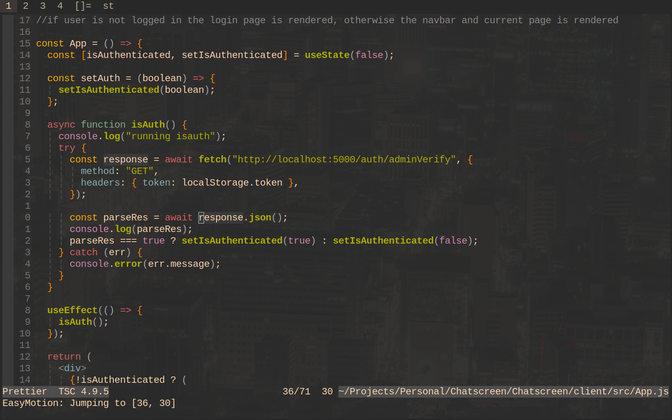 1 2 3 4 []= st
17 //if user is not logged in the login page is rendered, otherwise the navbar and current page is rendered
16
15 const App = () => {
14 const [isAuthenticated, setIsAuthenticated] = useState(false);
13
12 const setAuth = (boolean) => {
11 setIsAuthenticated(boolean);
10 };
9
8 async function isAuth() {
7 console.log("running isauth");
6 try {
5 const response = await fetch("http://localhost:5000/auth/adminVerify", {
4 method: "GET",
3 headers: { token: localStorage.token },
2 });
1
0 const parseRes = await response.json();
1 console.log(parseRes);
2 parseRes === true ? setIsAuthenticated(true) : setIsAuthenticated(false);
3 } catch (err) {
4 console.error(err.message);
5 }
6 }
7
8 useEffect(() => {
9 isAuth();
10 });
11
12 return (
13 <div>
14 {!isAuthenticated ? (
Prettier TSC 4.9.5 36/71 30 ~/Projects/Personal/Chatscreen/Chatscreen/client/src/App.js
EasyMotion: Jumping to [36, 30]